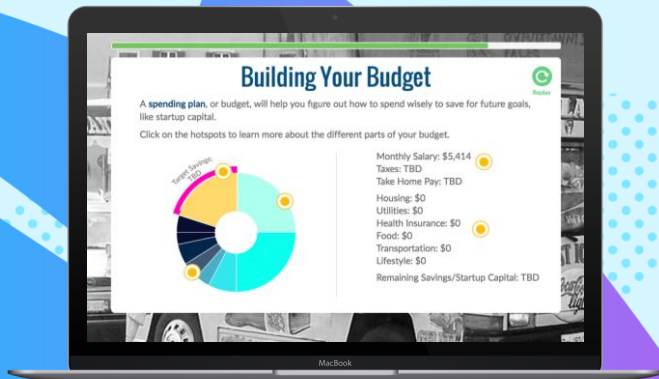 Building Your Budget
Replay
A spending plan, or budget, will help you figure out how to spend wisely to save for future goals,
like startup capital.
Click on the hotspots to learn more about the different parts of your budget.
Target Savings:
TBD
Monthly Salary: $5,414
Taxes: TBD
Take Home Pay: TBD
Housing: $0
Utilities: $0
Health Insurance: $0
Food: $0
Transportation: $0
Lifestyle: $0
Remaining Savings/Startup Capital: TBD
MacBook